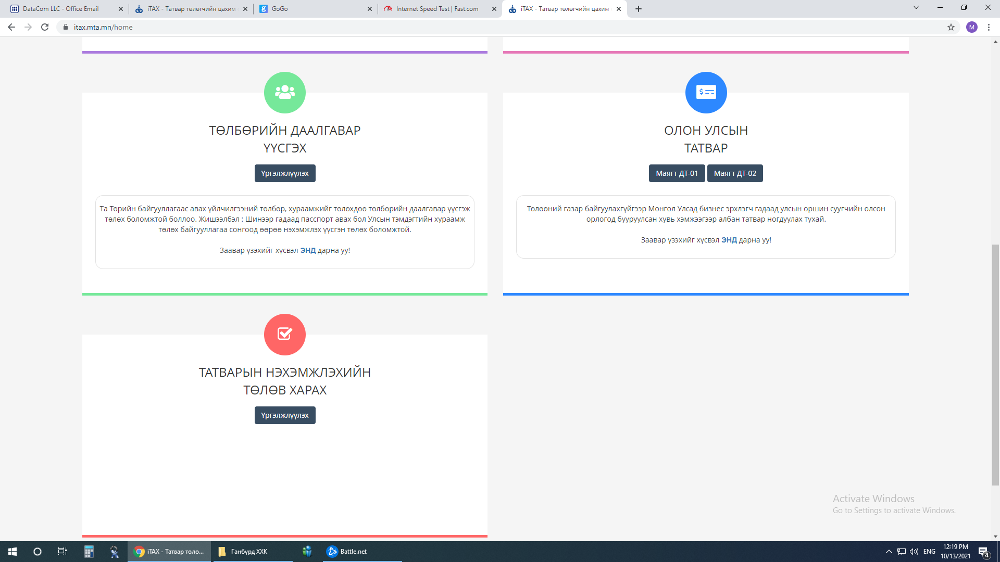 DataCom LLC - Office Email
iTAX - Татвар төлөгчийн цахим
GoGo
Internet Speed Test | Fast.com
iTAX - Татвар төлөгчийн цахим
itax.mta.mn/home
M
ТӨЛБӨРИЙН ДААЛГАВАР
ҮҮСГЭХ
Үргэлжлүүлэх
Та Төрийн байгууллагаас авах үйлчилгээний төлбөр, хураамжийг төлөхдөө төлбөрийн даалгавар үүсгэж
төлөх боломжтой боллоо. Жишээлбэл : Шинээр гадаад пасспорт авах бол Улсын тэмдэгтийн хураамж
төлөх байгууллагаа сонгоод өөрөө нэхэмжлэх үүсгэн төлөх боломжтой.
Заавар үзэхийг хүсвэл ЭНД дарна уу!
ОЛОН УЛСЫН
ТАТВАР
Маягт ДТ-01 Маягт ДТ-02
Төлөөний газар байгуулахгүйгээр Монгол Улсад бизнес эрхлэгч гадаад улсын оршин суугчийн олсон
орлогод бууруулсан хувь хэмжээгээр албан татвар ногдуулах тухай.
Заавар үзэхийг хүсвэл ЭНД дарна уу!
ТАТВАРЫН НЭХЭМЖЛЭХИЙН
ТӨЛӨВ ХАРАХ
Үргэлжлүүлэх
Activate Windows
Go to Settings to activate Windows.
iTAX - Татвар төлө...
Ганбүрд ХХК
Battle.net
ENG
12:19 PM
10/13/2021
4